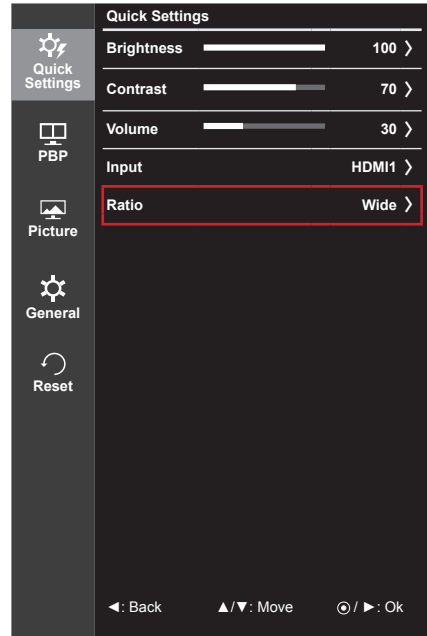 Quick Settings
Quick
Settings
PBP
Picture
General
Reset
Brightness 100 〉
Contrast 70 〉
Volume 30 〉
Input HDMI1 〉
Ratio Wide 〉
◄: Back ▲/▼: Move ⦿ / ►: Ok